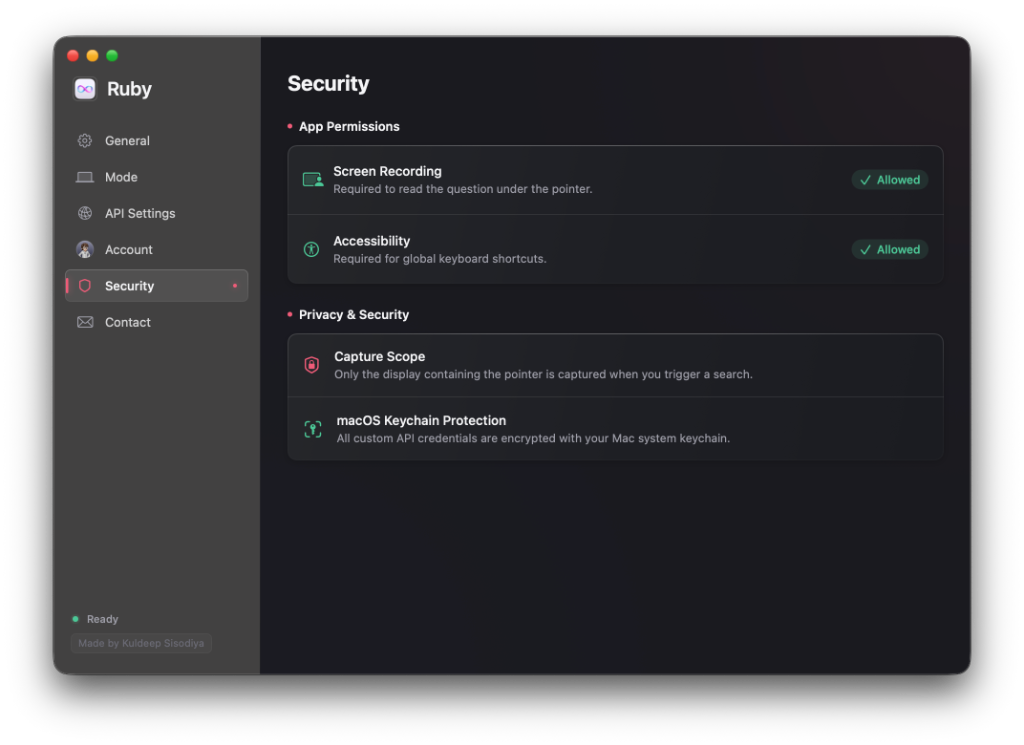 Ruby
General
Mode
API Settings
Account
Security
Contact
Ready
Made by Kuldeep Sisodiya
Security
App Permissions
Screen Recording
Required to read the question under the pointer.
Allowed
Accessibility
Required for global keyboard shortcuts.
Allowed
Privacy & Security
Capture Scope
Only the display containing the pointer is captured when you trigger a search.
macOS Keychain Protection
All custom API credentials are encrypted with your Mac system keychain.